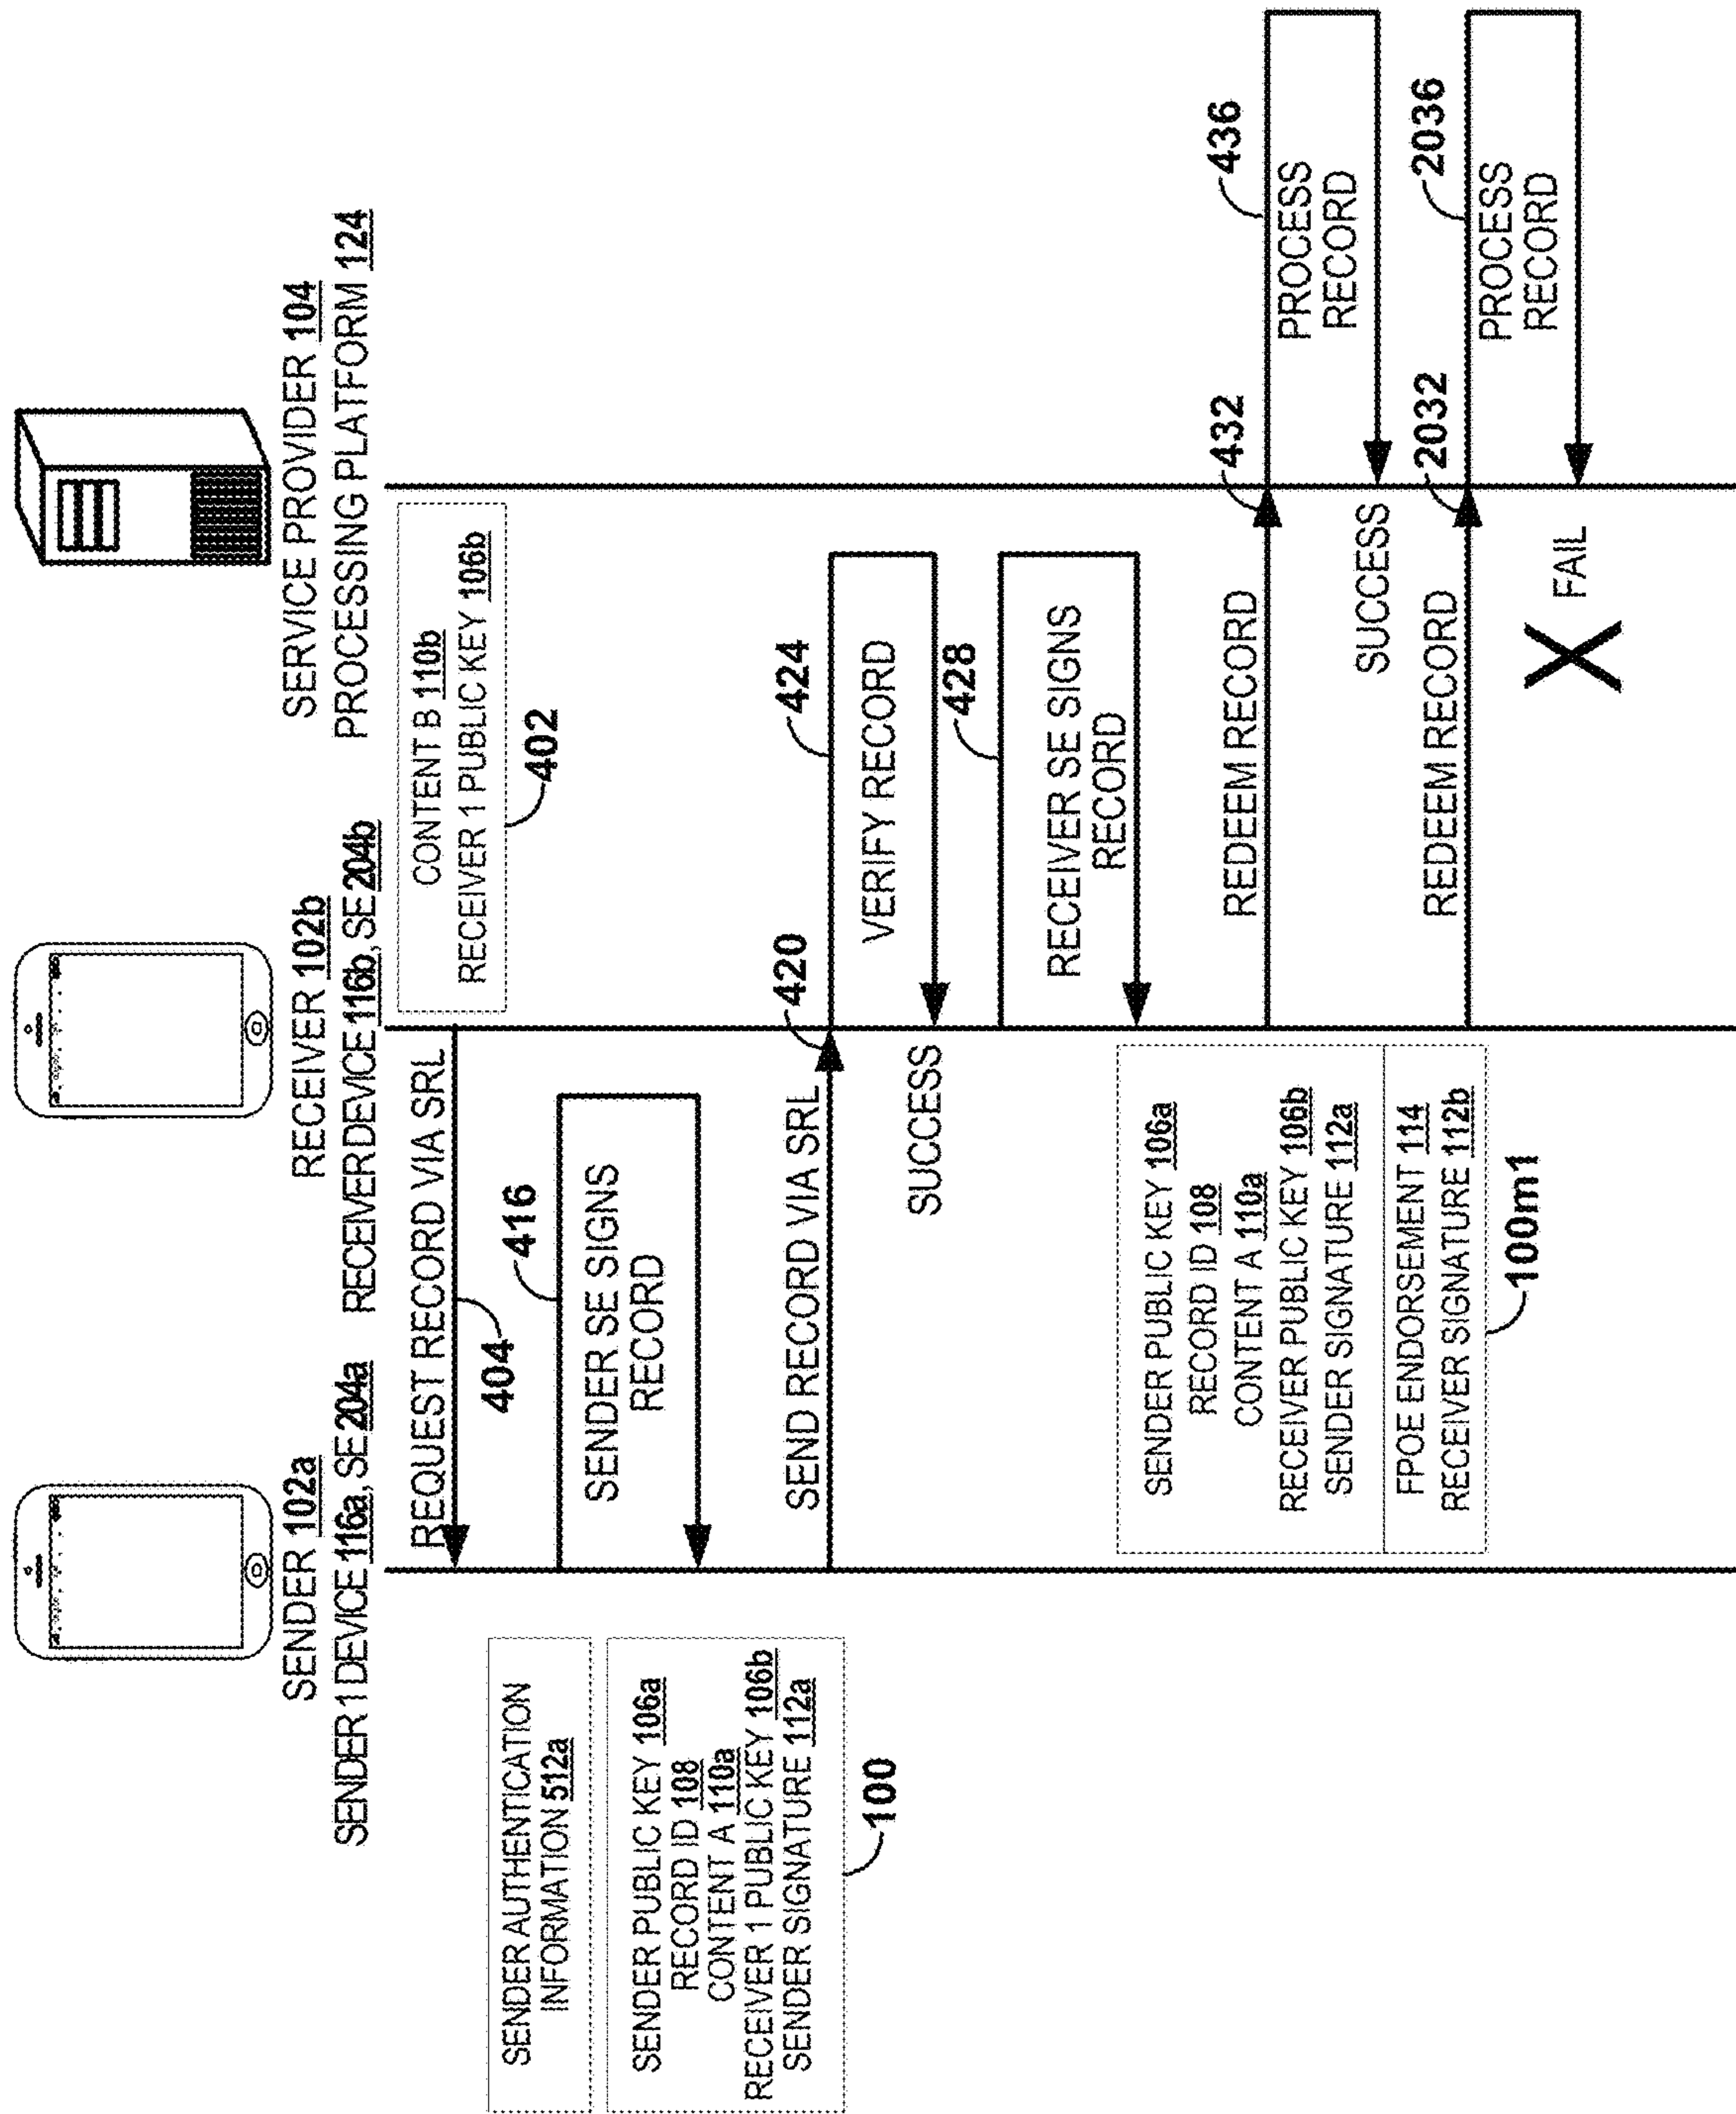 SENDER 102a
SENDER 1 DEVICE 116a, SE 204a
RECEIVER 102b
RECEIVER DEVICE 116b, SE 204b
SERVICE PROVIDER 104
PROCESSING PLATFORM 124
CONTENT B 110b
RECEIVER 1 PUBLIC KEY 106b
402
REQUEST RECORD VIA SRL
404
SENDER AUTHENTICATION
INFORMATION 512a
416
SENDER SE SIGNS
RECORD
SENDER PUBLIC KEY 106a
RECORD ID 108
CONTENT A 110a
RECEIVER 1 PUBLIC KEY 106b
SENDER SIGNATURE 112a
100
SEND RECORD VIA SRL
420
424
VERIFY RECORD
SUCCESS
428
RECEIVER SE SIGNS
RECORD
SENDER PUBLIC KEY 106a
RECORD ID 108
CONTENT A 110a
RECEIVER PUBLIC KEY 106b
SENDER SIGNATURE 112a
FPOE ENDORSEMENT 114
RECEIVER SIGNATURE 112b
100m1
REDEEM RECORD
432
436
PROCESS
RECORD
SUCCESS
REDEEM RECORD
2032
2036
PROCESS
RECORD
X FAIL